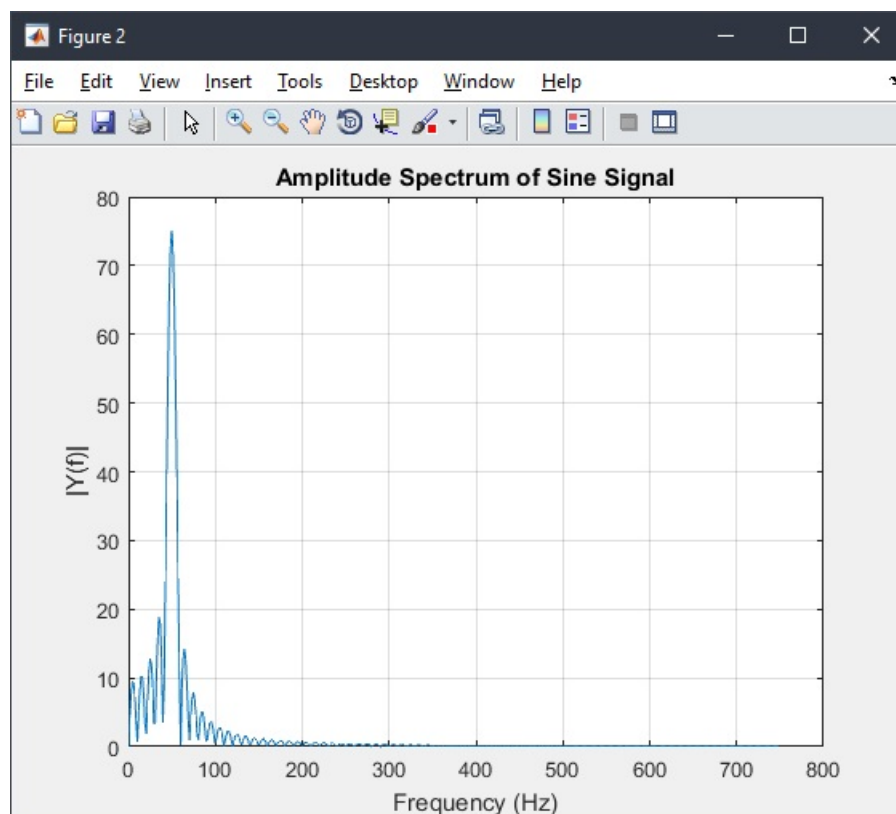 Figure 2
File Edit View Insert Tools Desktop Window Help
Amplitude Spectrum of Sine Signal
80
70
60
50
40
30
20
10
0
|Y(f)|
0 100 200 300 400 500 600 700 800
Frequency (Hz)